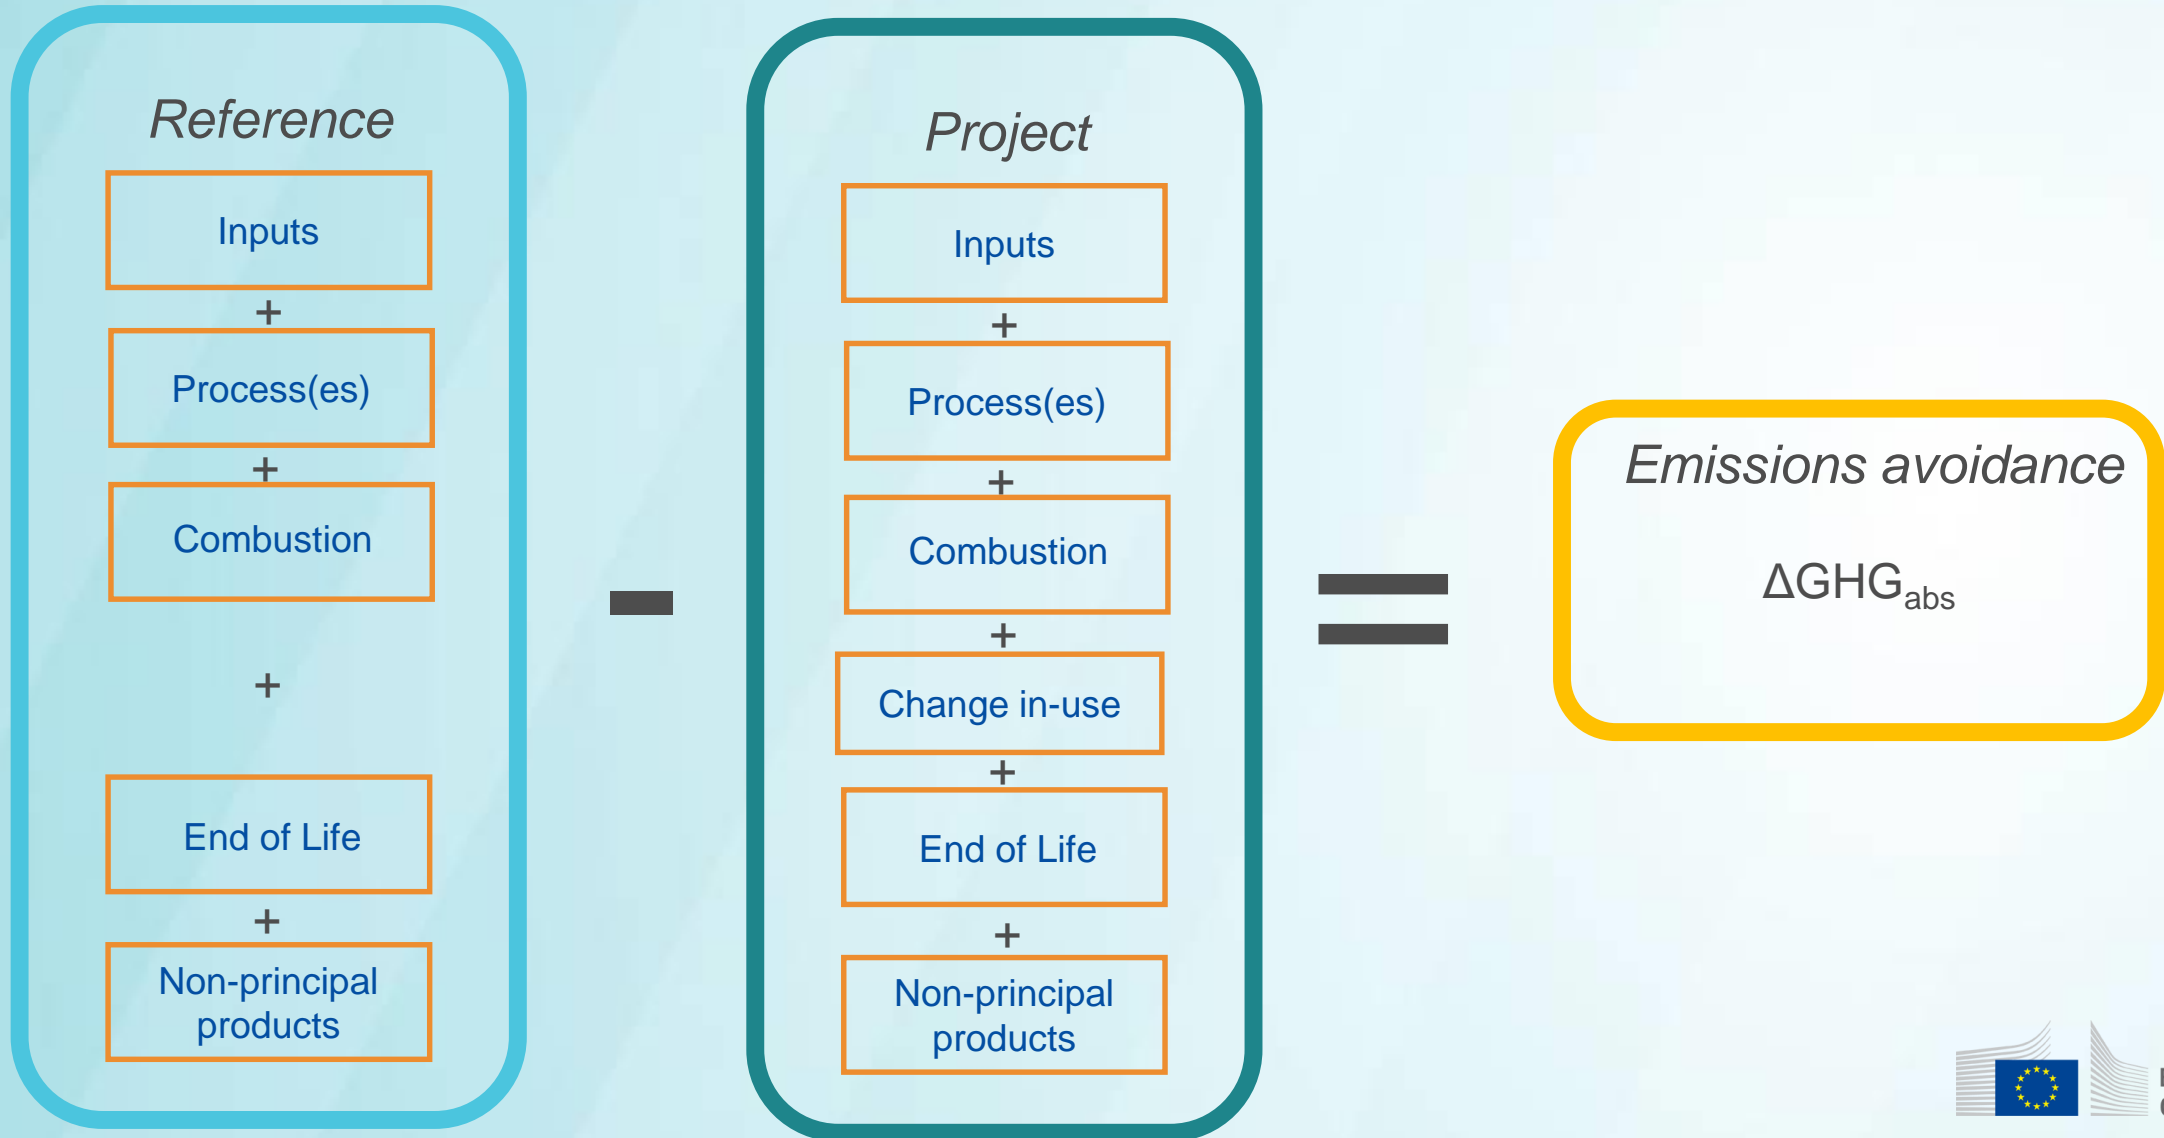 Reference
Inputs
+
Process(es)
+
Combustion
+
End of Life
+
Non-principal
products
-
Project
Inputs
+
Process(es)
+
Combustion
+
Change in-use
+
End of Life
+
Non-principal
products
=
Emissions avoidance
ΔGHGabs